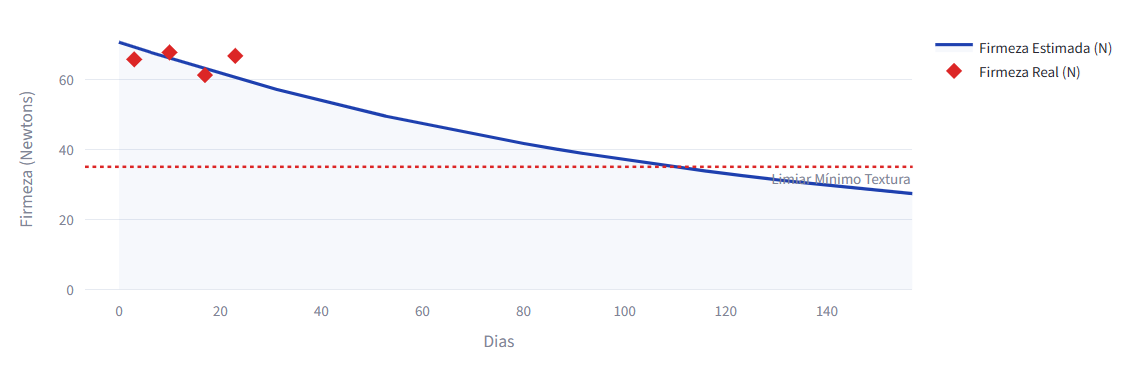 Firmeza Estimada (N)
Firmeza Real (N)
Firmeza (Newtons)
60
40
20
0
Limiar Mínimo Textura
0 20 40 60 80 100 120 140
Dias